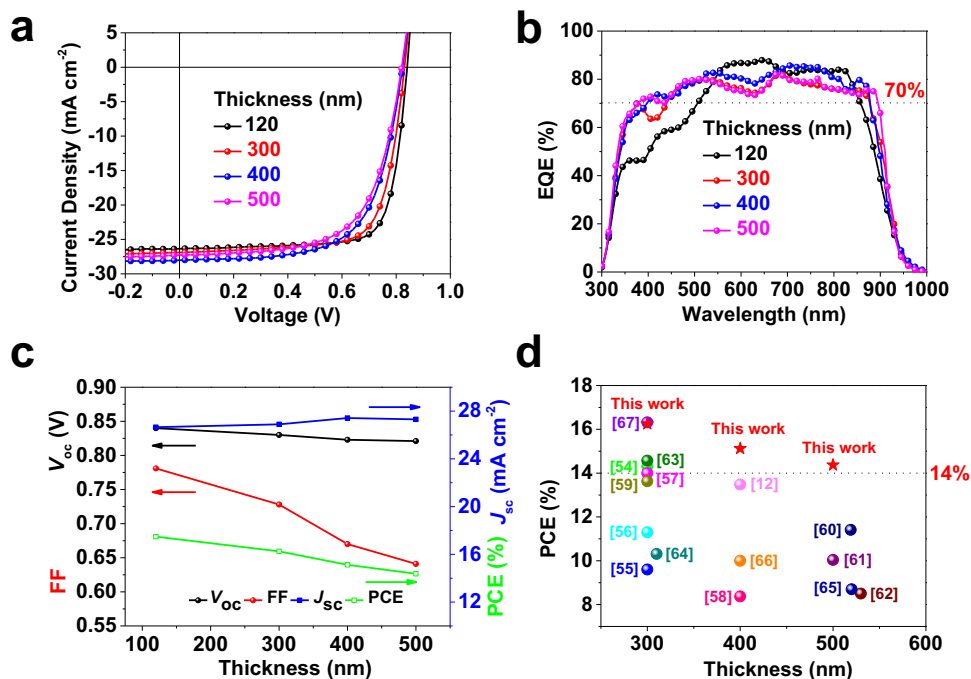 a
5
0
-5
-10
-15
-20
-25
-30
Current Density (mA cm⁻²)
Thickness (nm)
120
300
400
500
-0.2 0.0 0.2 0.4 0.6 0.8 1.0
Voltage (V)
b
100
80
60
40
20
0
EQE (%)
70%
Thickness (nm)
120
300
400
500
300 400 500 600 700 800 900 1000
Wavelength (nm)
c
0.90
0.85
0.80
0.75
0.70
0.65
0.60
0.55
FF
Voc (V)
28
24
20
16
12
PCE (%)
Jsc (mA cm⁻²)
Voc FF Jsc PCE
100 200 300 400 500
Thickness (nm)
d
18
16
14
12
10
8
PCE (%)
This work
[67]
This work
This work
[63]
[54]
14%
[57]
[59]
[12]
[56]
[60]
[64]
[61]
[66]
[55]
[65]
[62]
[58]
300 400 500 600
Thickness (nm)